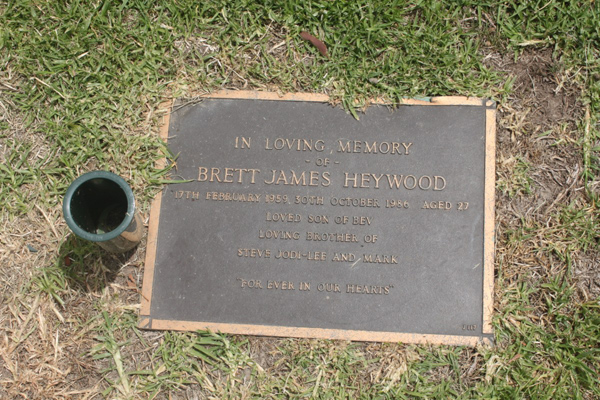 IN LOVING MEMORY
- OF -
BRETT JAMES HEYWOOD
17TH FEBRUARY 1959, 30TH OCTOBER 1986 AGED 27
LOVED SON OF BEV
LOVING BROTHER OF
STEVE JODI-LEE AND MARK
"FOR EVER IN OUR HEARTS"